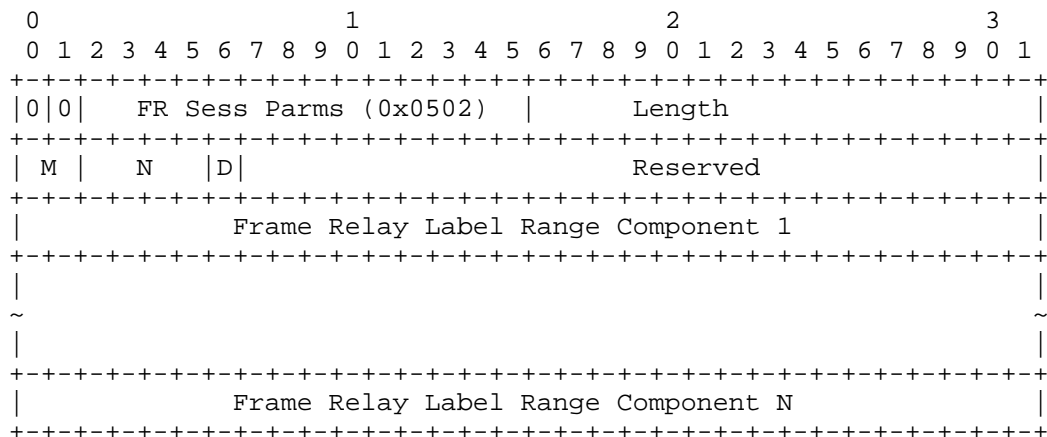 0                   1                   2                   3
 0 1 2 3 4 5 6 7 8 9 0 1 2 3 4 5 6 7 8 9 0 1 2 3 4 5 6 7 8 9 0 1
+-+-+-+-+-+-+-+-+-+-+-+-+-+-+-+-+-+-+-+-+-+-+-+-+-+-+-+-+-+-+-+-+
|0|0|   FR Sess Parms (0x0502)  |      Length                   |
+-+-+-+-+-+-+-+-+-+-+-+-+-+-+-+-+-+-+-+-+-+-+-+-+-+-+-+-+-+-+-+-+
| M |   N   |D|                        Reserved                 |
+-+-+-+-+-+-+-+-+-+-+-+-+-+-+-+-+-+-+-+-+-+-+-+-+-+-+-+-+-+-+-+-+
|             Frame Relay Label Range Component 1               |
+-+-+-+-+-+-+-+-+-+-+-+-+-+-+-+-+-+-+-+-+-+-+-+-+-+-+-+-+-+-+-+-+
|                                                               |
~                                                               ~
|                                                               |
+-+-+-+-+-+-+-+-+-+-+-+-+-+-+-+-+-+-+-+-+-+-+-+-+-+-+-+-+-+-+-+-+
|             Frame Relay Label Range Component N               |
+-+-+-+-+-+-+-+-+-+-+-+-+-+-+-+-+-+-+-+-+-+-+-+-+-+-+-+-+-+-+-+-+